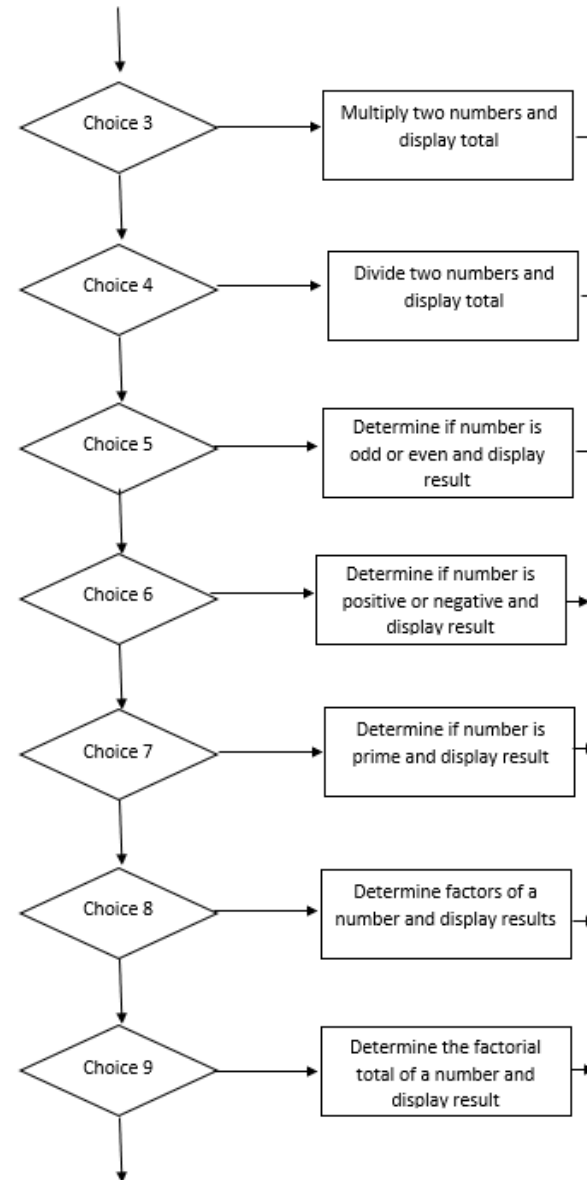 Choice 3
Multiply two numbers and
display total
Choice 4
Divide two numbers and
display total
Choice 5
Determine if number is
odd or even and display
result
Choice 6
Determine if number is
positive or negative and
display result
Choice 7
Determine if number is
prime and display result
Choice 8
Determine factors of a
number and display results
Choice 9
Determine the factorial
total of a number and
display result